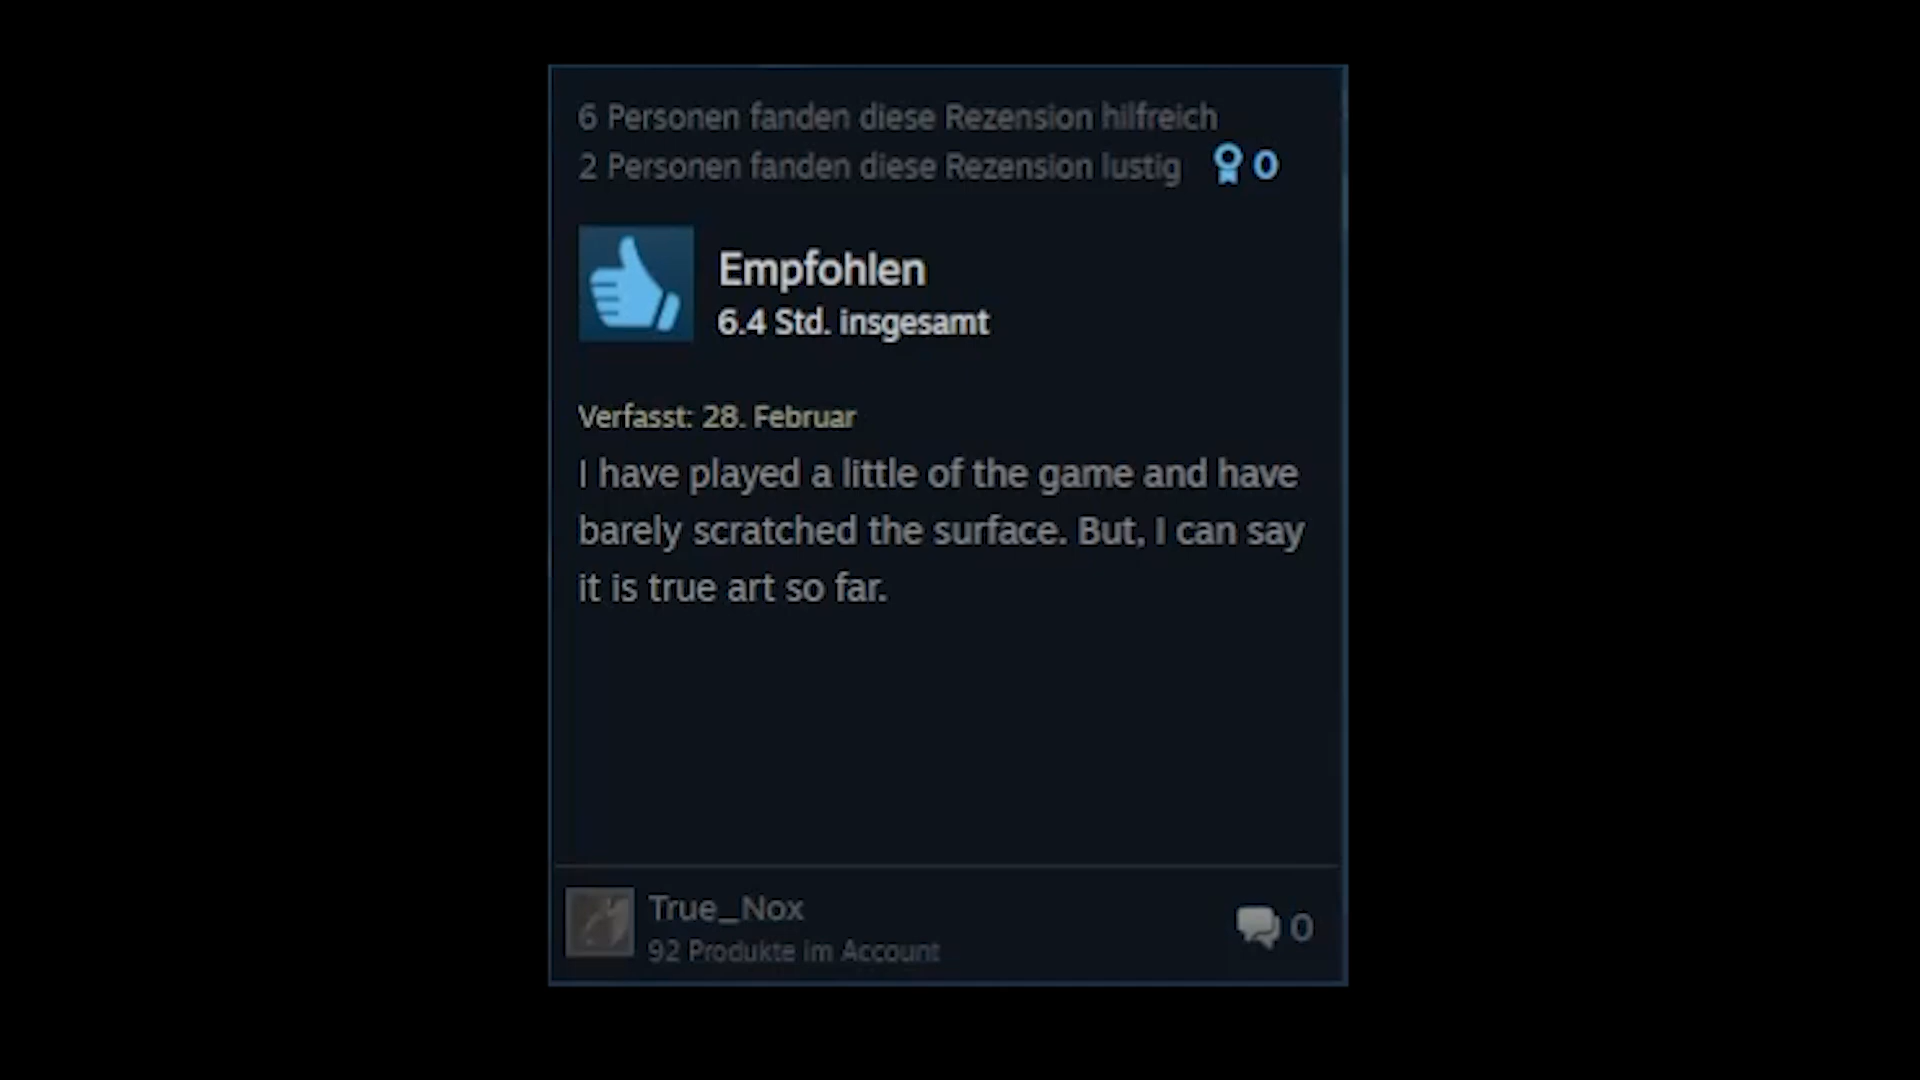 6 Personen fanden diese Rezension hilfreich
2 Personen fanden diese Rezension lustig 0
Empfohlen
6.4 Std. insgesamt
Verfasst: 28. Februar
I have played a little of the game and have
barely scratched the surface. But, I can say
it is true art so far.
True_Nox
92 Produkte im Account
0